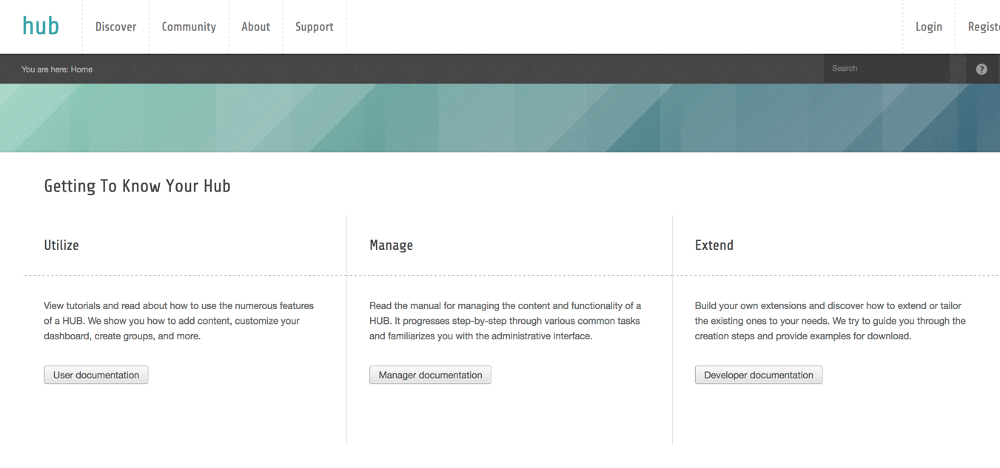 hub
Discover
Community
About
Support
Login
Registe
You are here: Home
Search
?
Getting To Know Your Hub
Utilize
View tutorials and read about how to use the numerous features
of a HUB. We show you how to add content, customize your
dashboard, create groups, and more.
User documentation
Manage
Read the manual for managing the content and functionality of a
HUB. It progresses step-by-step through various common tasks
and familiarizes you with the administrative interface.
Manager documentation
Extend
Build your own extensions and discover how to extend or tailor
the existing ones to your needs. We try to guide you through the
creation steps and provide examples for download.
Developer documentation